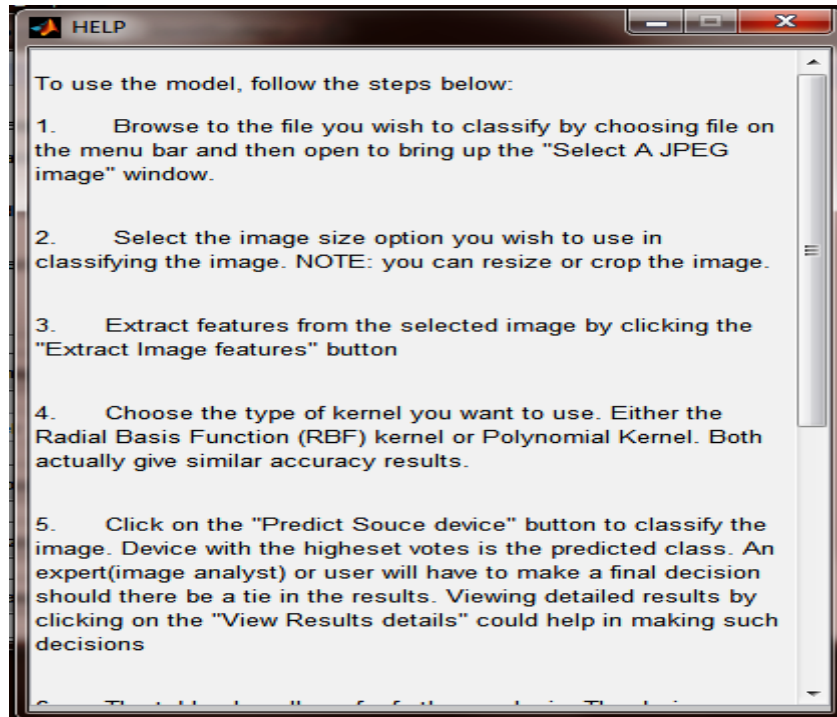 HELP
To use the model, follow the steps below:
1. Browse to the file you wish to classify by choosing file on
the menu bar and then open to bring up the "Select A JPEG
image" window.
2. Select the image size option you wish to use in
classifying the image. NOTE: you can resize or crop the image.
3. Extract features from the selected image by clicking the
"Extract Image features" button
4. Choose the type of kernel you want to use. Either the
Radial Basis Function (RBF) kernel or Polynomial Kernel. Both
actually give similar accuracy results.
5. Click on the "Predict Souce device" button to classify the
image. Device with the higheset votes is the predicted class. An
expert(image analyst) or user will have to make a final decision
should there be a tie in the results. Viewing detailed results by
clicking on the "View Results details" could help in making such
decisions